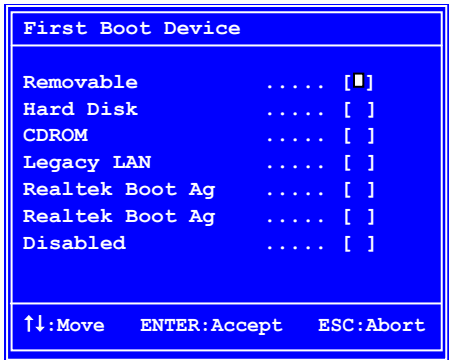 First Boot Device
Removable ..... [▪]
Hard Disk ..... [ ]
CDROM ..... [ ]
Legacy LAN ..... [ ]
Realtek Boot Ag ..... [ ]
Realtek Boot Ag ..... [ ]
Disabled ..... [ ]
↑↓:Move ENTER:Accept ESC:Abort